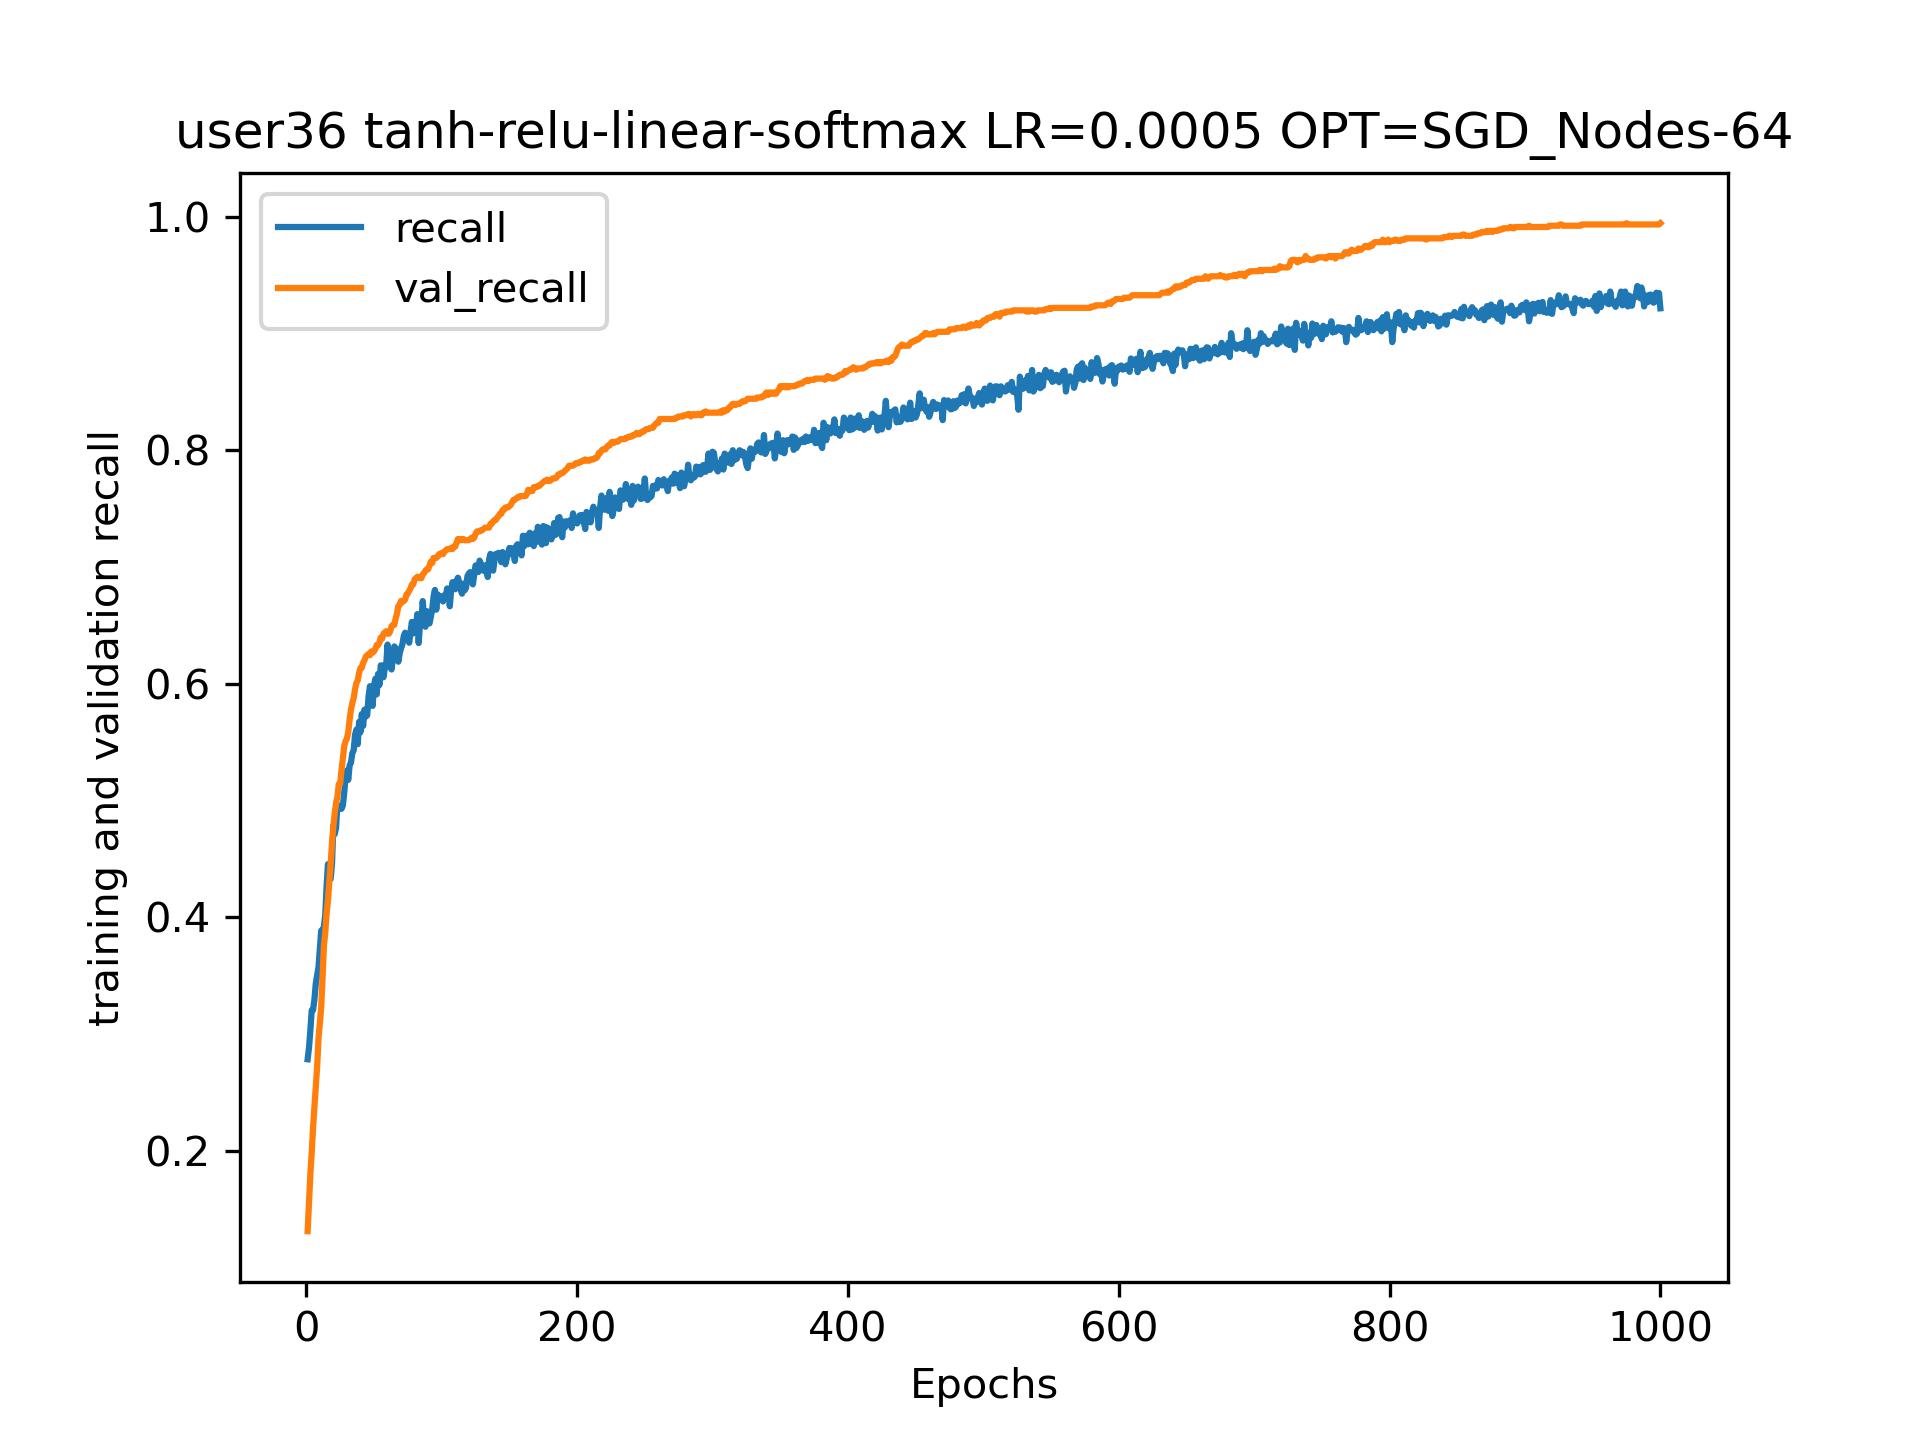 user36 tanh-relu-linear-softmax LR=0.0005 OPT=SGD_Nodes-64
recall
val_recall
training and validation recall
1.0
0.8
0.6
0.4
0.2
0 200 400 600 800 1000
Epochs